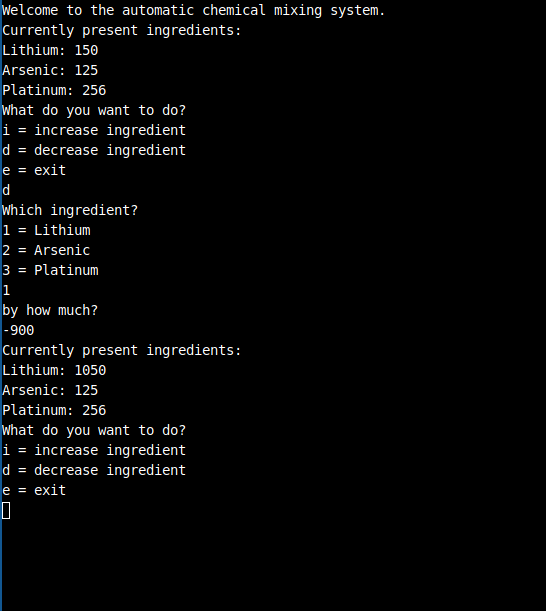 Welcome to the automatic chemical mixing system.
Currently present ingredients:
Lithium: 150
Arsenic: 125
Platinum: 256
What do you want to do?
i = increase ingredient
d = decrease ingredient
e = exit
d
Which ingredient?
1 = Lithium
2 = Arsenic
3 = Platinum
1
by how much?
-900
Currently present ingredients:
Lithium: 1050
Arsenic: 125
Platinum: 256
What do you want to do?
i = increase ingredient
d = decrease ingredient
e = exit